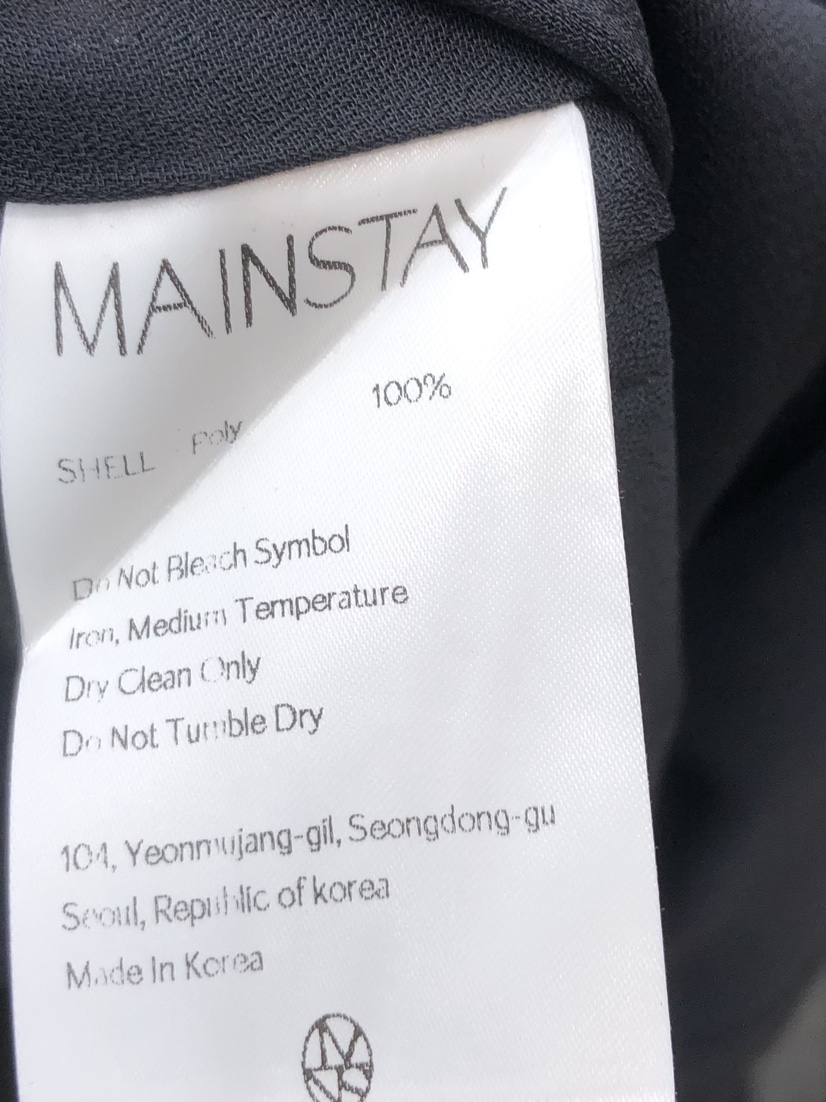 MAINSTAY
SHELL Poly 100%
Do Not Bleach Symbol
Iron, Medium Temperature
Dry Clean Only
Do Not Tumble Dry
104, Yeonmujang-gil, Seongdong-gu
Seoul, Republic of korea
Made In Korea